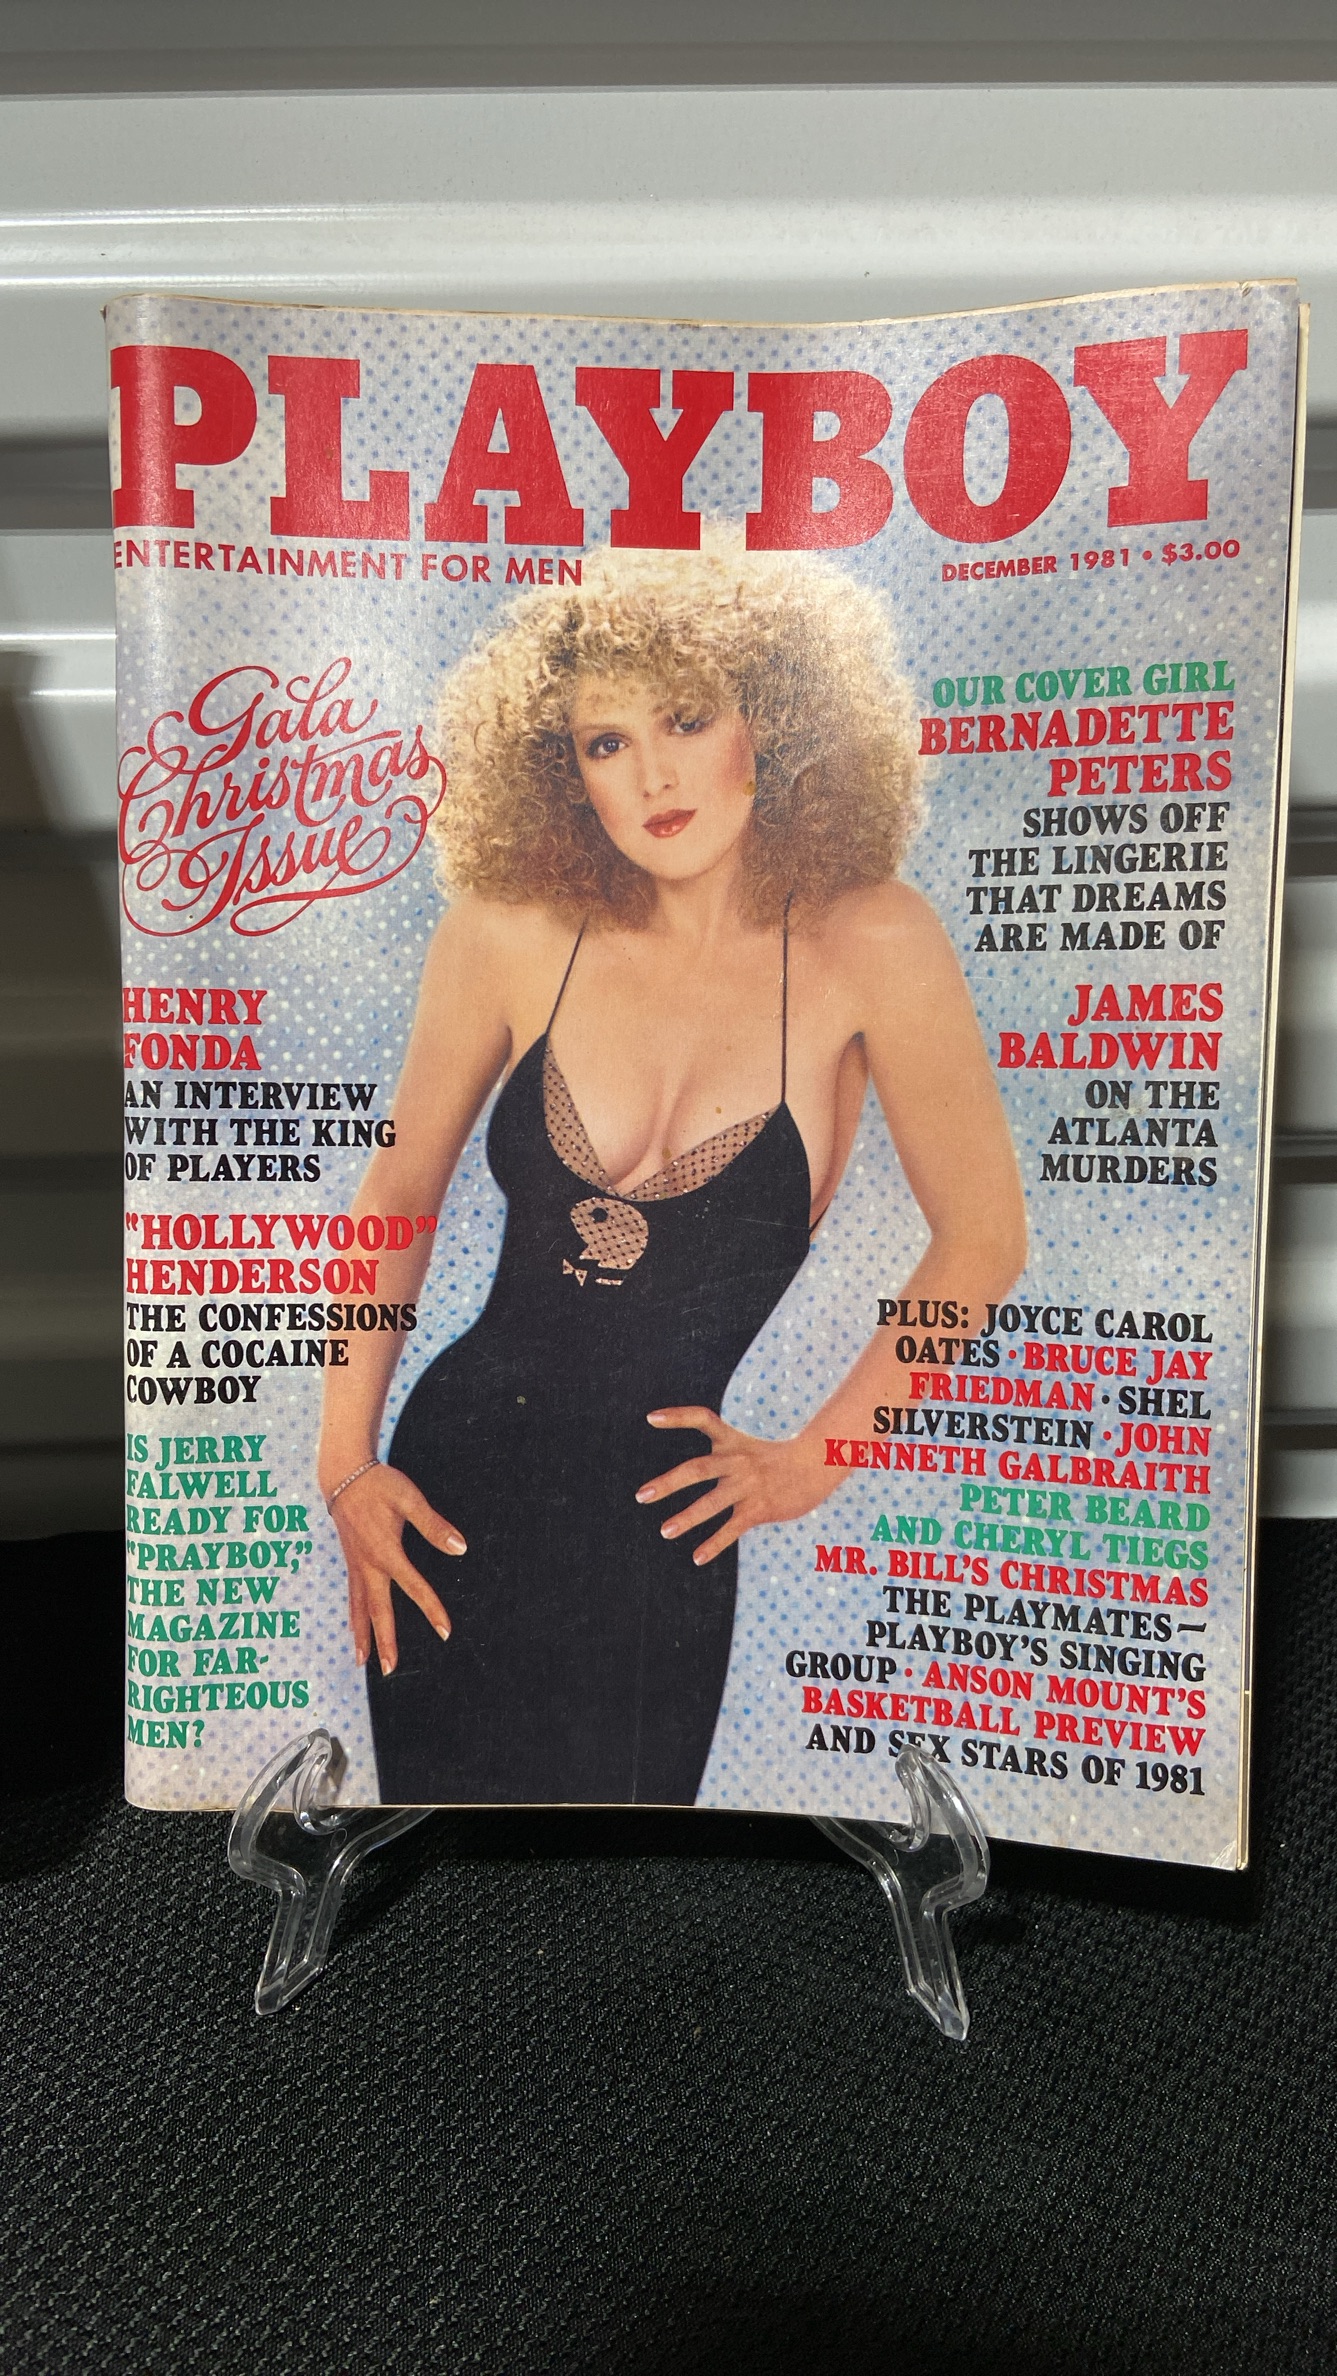 PLAYBOY
ENTERTAINMENT FOR MEN
DECEMBER 1981 • $3.00
Gala
Christmas
Issue
HENRY
FONDA
AN INTERVIEW
WITH THE KING
OF PLAYERS
"HOLLYWOOD"
HENDERSON
THE CONFESSIONS
OF A COCAINE
COWBOY
IS JERRY
FALWELL
READY FOR
"PRAYBOY,"
THE NEW
MAGAZINE
FOR FAR-
RIGHTEOUS
MEN?
OUR COVER GIRL
BERNADETTE
PETERS
SHOWS OFF
THE LINGERIE
THAT DREAMS
ARE MADE OF
JAMES
BALDWIN
ON THE
ATLANTA
MURDERS
PLUS: JOYCE CAROL
OATES • BRUCE JAY
FRIEDMAN • SHEL
SILVERSTEIN • JOHN
KENNETH GALBRAITH
PETER BEARD
AND CHERYL TIEGS
MR. BILL'S CHRISTMAS
THE PLAYMATES—
PLAYBOY'S SINGING
GROUP • ANSON MOUNT'S
BASKETBALL PREVIEW
AND SEX STARS OF 1981